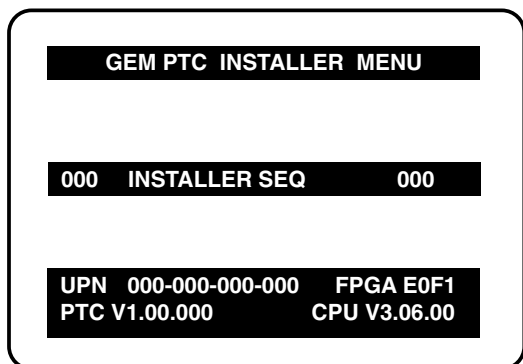 GEM PTC INSTALLER MENU
000 INSTALLER SEQ 000
UPN 000-000-000-000 FPGA E0F1
PTC V1.00.000 CPU V3.06.00